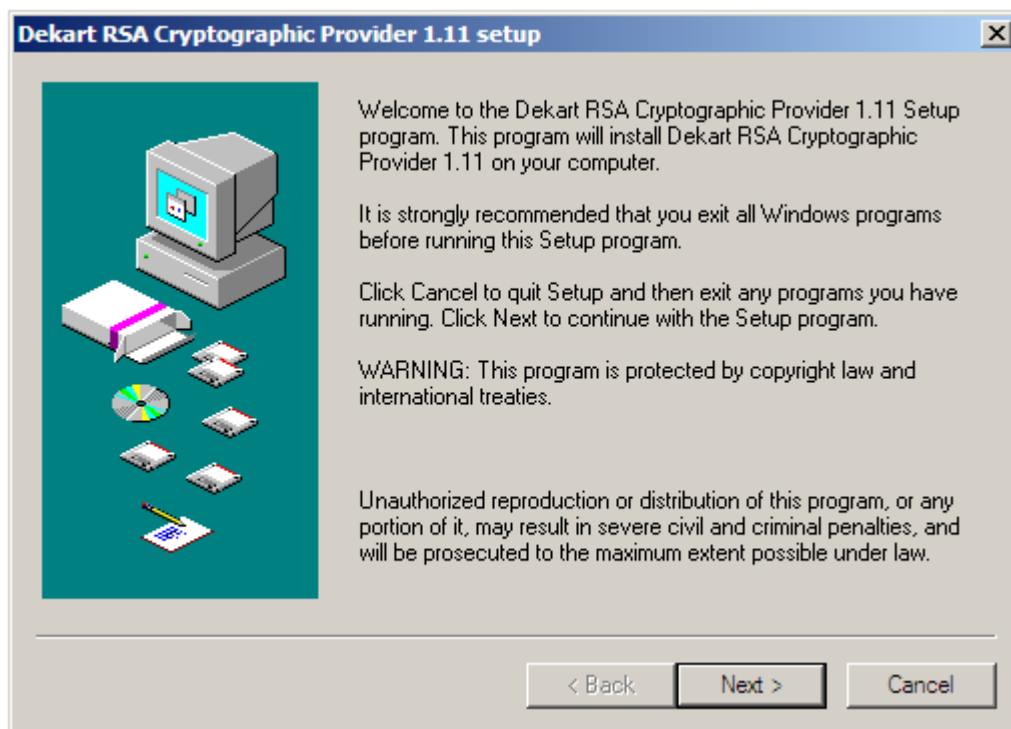 Dekart RSA Cryptographic Provider 1.11 setup
Welcome to the Dekart RSA Cryptographic Provider 1.11 Setup
program. This program will install Dekart RSA Cryptographic
Provider 1.11 on your computer.
It is strongly recommended that you exit all Windows programs
before running this Setup program.
Click Cancel to quit Setup and then exit any programs you have
running. Click Next to continue with the Setup program.
WARNING: This program is protected by copyright law and
international treaties.
Unauthorized reproduction or distribution of this program, or any
portion of it, may result in severe civil and criminal penalties, and
will be prosecuted to the maximum extent possible under law.
< Back
Next >
Cancel